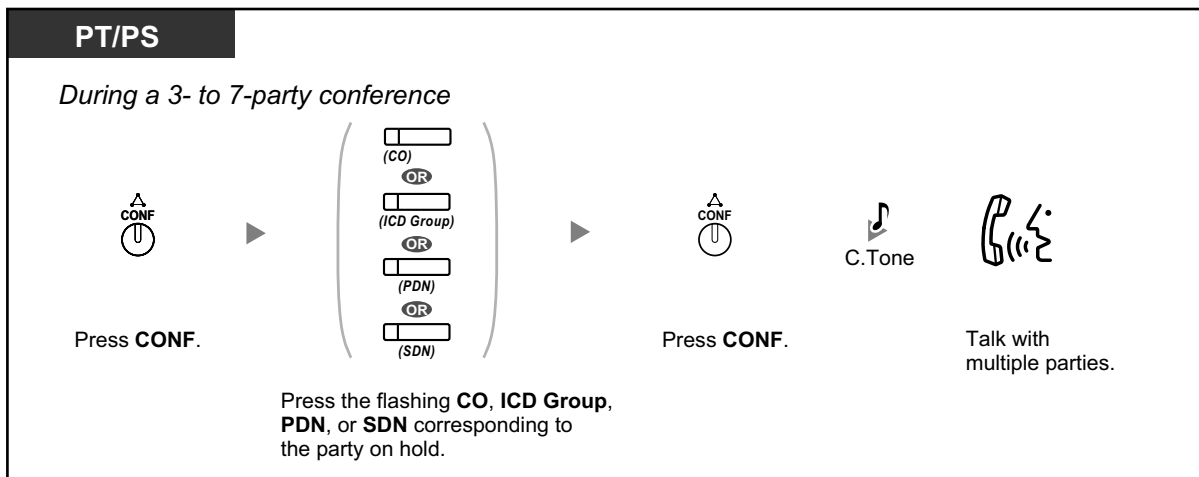 PT/PS
During a 3- to 7-party conference
CONF
Press CONF.
(CO)
OR
(ICD Group)
OR
(PDN)
OR
(SDN)
Press the flashing CO, ICD Group,
PDN, or SDN corresponding to
the party on hold.
CONF
Press CONF.
C.Tone
Talk with
multiple parties.